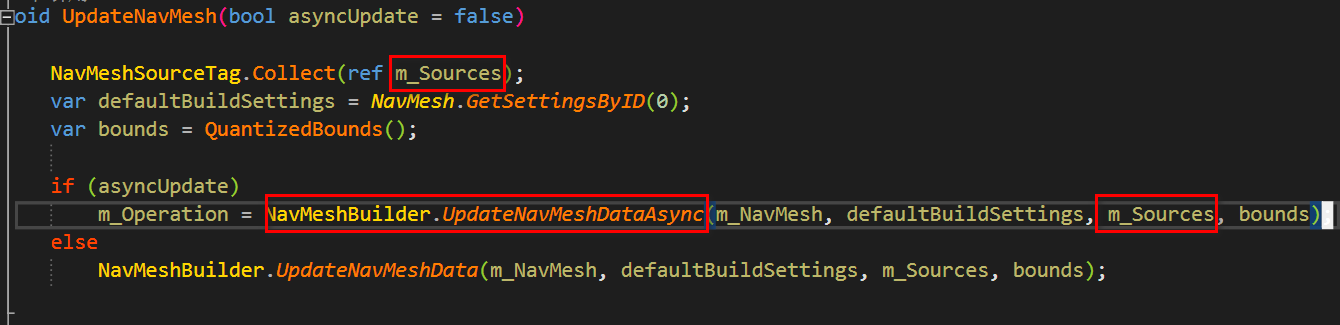 oid UpdateNavMesh(bool asyncUpdate = false)
NavMeshSourceTag.Collect(ref m_Sources);
var defaultBuildSettings = NavMesh.GetSettingsByID(0);
var bounds = QuantizedBounds();
if (asyncUpdate)
m_Operation = NavMeshBuilder.UpdateNavMeshDataAsync(m_NavMesh, defaultBuildSettings, m_Sources, bounds);
else
NavMeshBuilder.UpdateNavMeshData(m_NavMesh, defaultBuildSettings, m_Sources, bounds);